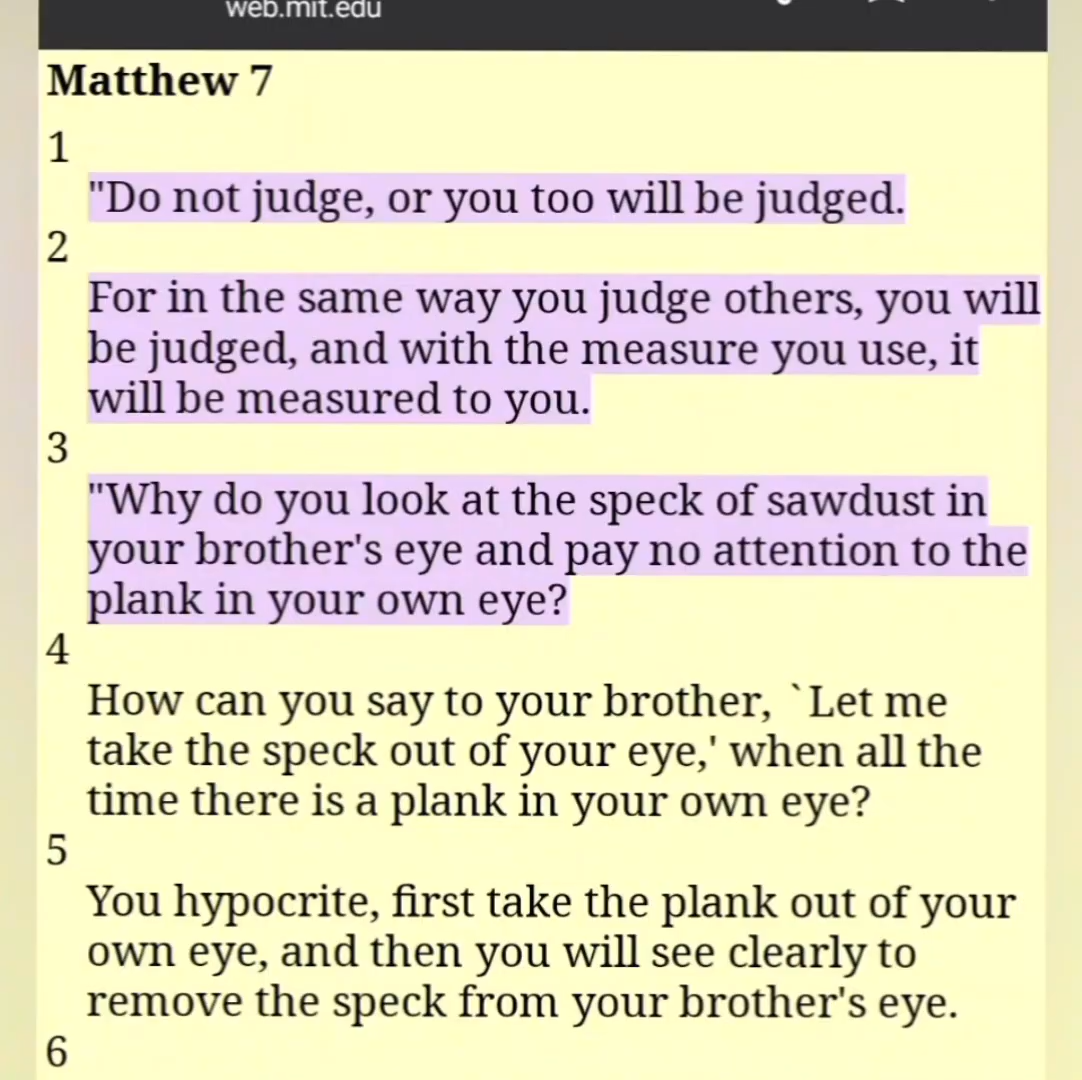 web.mit.edu
Matthew 7
1
"Do not judge, or you too will be judged.
2
For in the same way you judge others, you will
be judged, and with the measure you use, it
will be measured to you.
3
"Why do you look at the speck of sawdust in
your brother's eye and pay no attention to the
plank in your own eye?
4
How can you say to your brother, `Let me
take the speck out of your eye,' when all the
time there is a plank in your own eye?
5
You hypocrite, first take the plank out of your
own eye, and then you will see clearly to
remove the speck from your brother's eye.
6